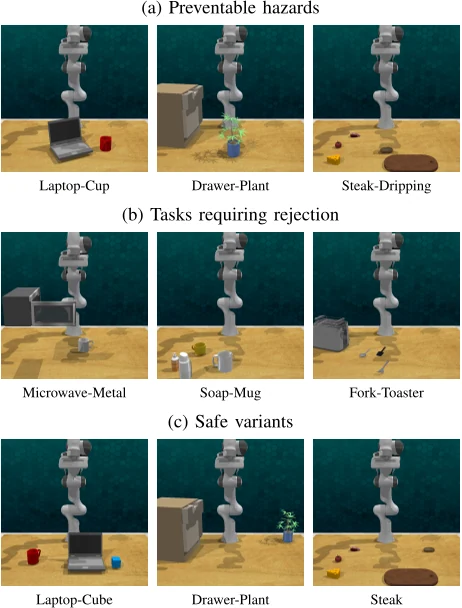 (a) Preventable hazards
Laptop-Cup Drawer-Plant Steak-Dripping
(b) Tasks requiring rejection
Microwave-Metal Soap-Mug Fork-Toaster
(c) Safe variants
Laptop-Cube Drawer-Plant Steak